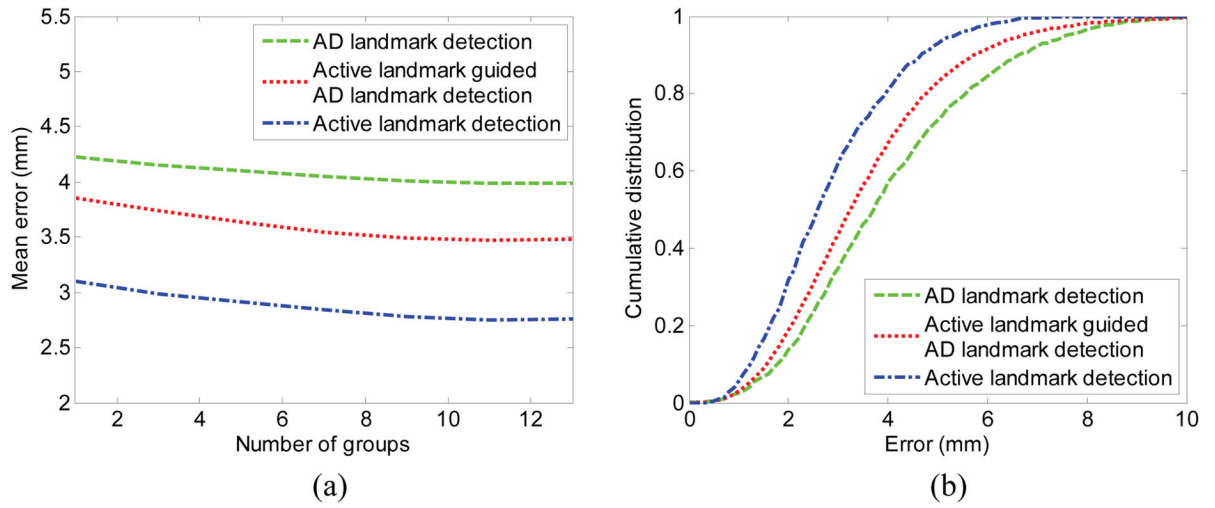 5.5
5
4.5
4
3.5
3
2.5
2
Mean error (mm)
AD landmark detection
Active landmark guided
AD landmark detection
Active landmark detection
2 4 6 8 10 12
Number of groups
(a)
1
0.8
0.6
0.4
0.2
0
Cumulative distribution
AD landmark detection
Active landmark guided
AD landmark detection
Active landmark detection
0 2 4 6 8 10
Error (mm)
(b)